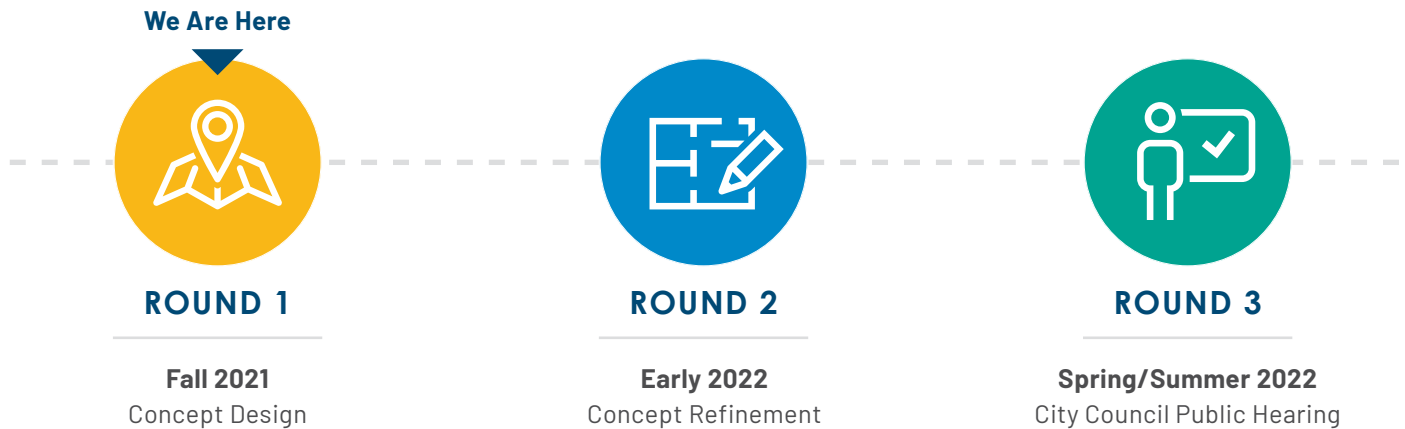 We Are Here
ROUND 1
Fall 2021
Concept Design
ROUND 2
Early 2022
Concept Refinement
ROUND 3
Spring/Summer 2022
City Council Public Hearing